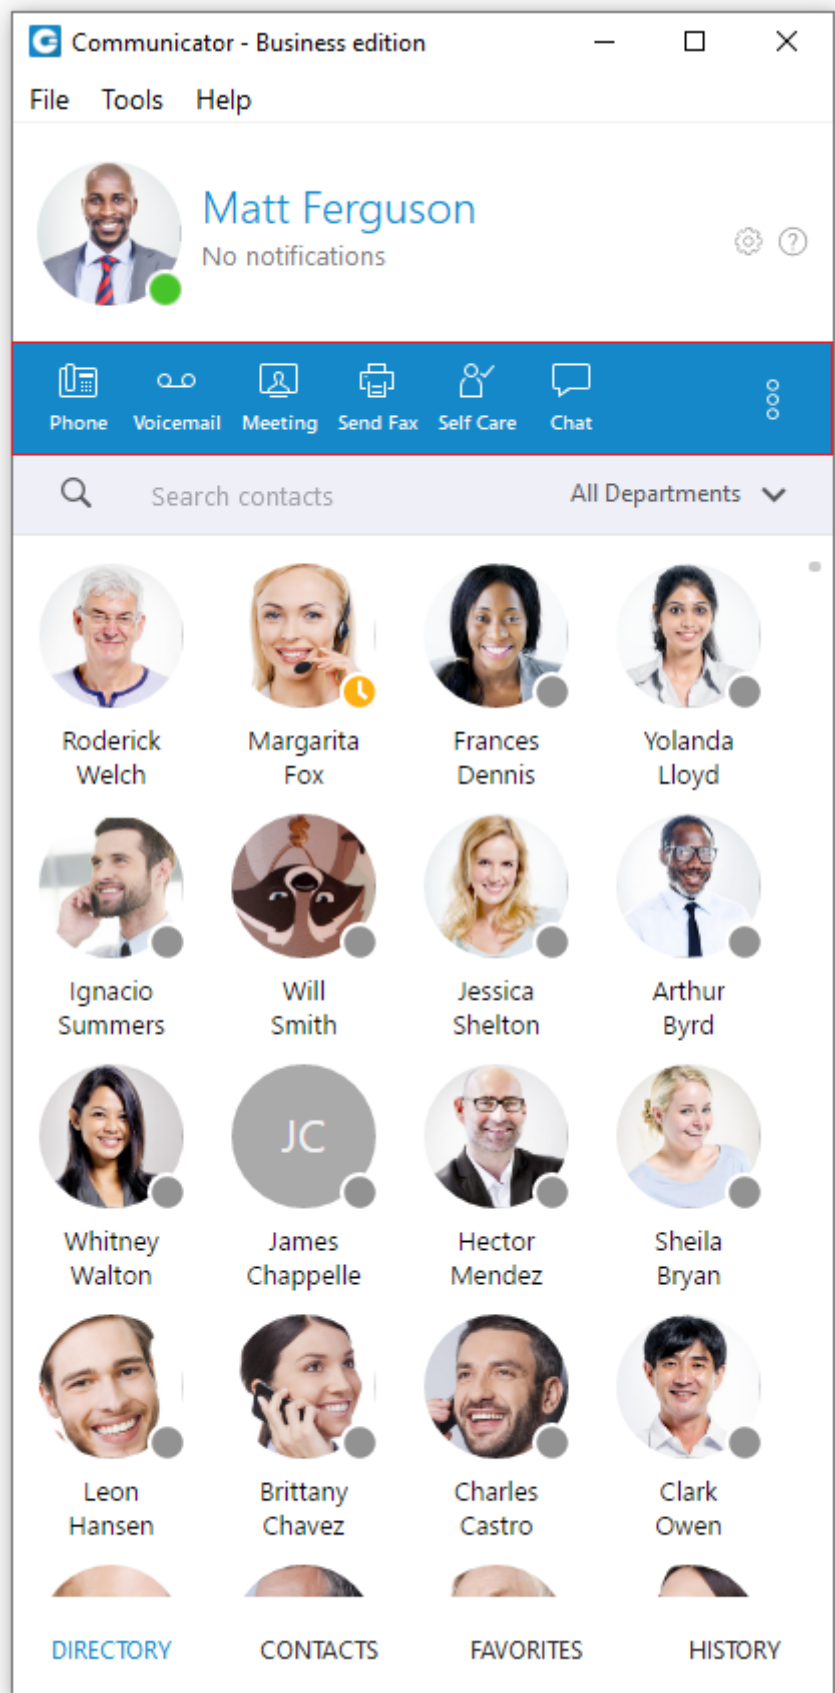 Communicator - Business edition
File Tools Help
Matt Ferguson
No notifications
Phone Voicemail Meeting Send Fax Self Care Chat
Search contacts All Departments
Roderick Welch
Margarita Fox
Frances Dennis
Yolanda Lloyd
Ignacio Summers
Will Smith
Jessica Shelton
Arthur Byrd
Whitney Walton
JC
James Chappelle
Hector Mendez
Sheila Bryan
Leon Hansen
Brittany Chavez
Charles Castro
Clark Owen
DIRECTORY CONTACTS FAVORITES HISTORY